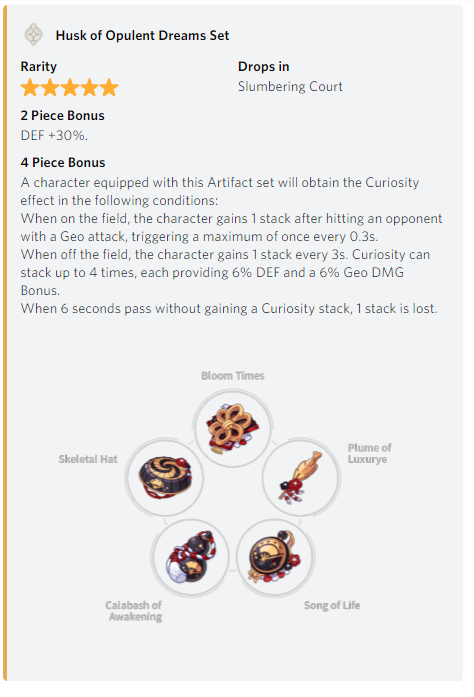 Husk of Opulent Dreams Set
Rarity
Drops in
Slumbering Court
2 Piece Bonus
DEF +30%.
4 Piece Bonus
A character equipped with this Artifact set will obtain the Curiosity
effect in the following conditions:
When on the field, the character gains 1 stack after hitting an opponent
with a Geo attack, triggering a maximum of once every 0.3s.
When off the field, the character gains 1 stack every 3s. Curiosity can
stack up to 4 times, each providing 6% DEF and a 6% Geo DMG
Bonus.
When 6 seconds pass without gaining a Curiosity stack, 1 stack is lost.
Bloom Times
Plume of
Luxurye
Skeletal Hat
Calabash of
Awakening
Song of Life